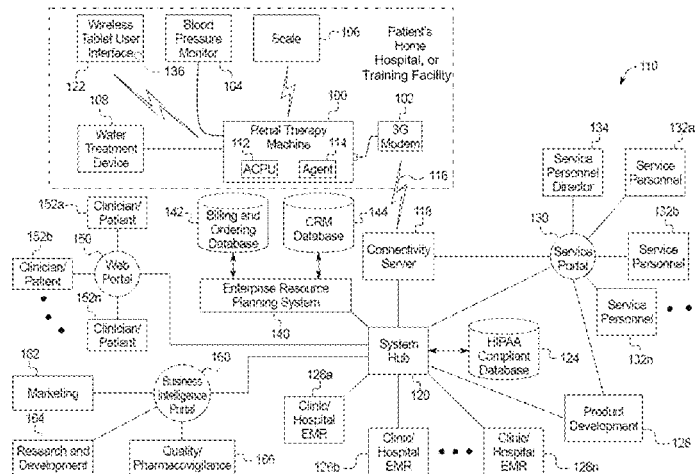 Wireless
Tablet User
Interface
122
136
Blood
Pressure
Monitor
104
Scale
106
Patient's
Home
Hospital, or
Training Facility
110
108
Water
Treatment
Device
100
Renal Therapy
Machine
112
ACPU
114
Agent
102
3G
Modem
116
134
Service
Personnel
Director
132a
Service
Personnel
132b
Service
Personnel
130
Service
Portal
Service
Personnel
132n
152a
Clinician/
Patient
152b
Clinician/
Patient
150
Web
Portal
152n
Clinician/
Patient
142
Billing and
Ordering
Database
CRM
Database
144
118
Connectivity
Server
Enterprise Resource
Planning System
140
System
Hub
120
HIPAA
Compliant
Database
124
162
Marketing
160
Business
Intelligence
Portal
164
Research and
Development
Quality/
Pharmacovigilance
166
126a
Clinic/
Hospital
EMR
126b
Clinic/
Hospital
EMR
Clinic/
Hospital
EMR
126n
Product
Development
128